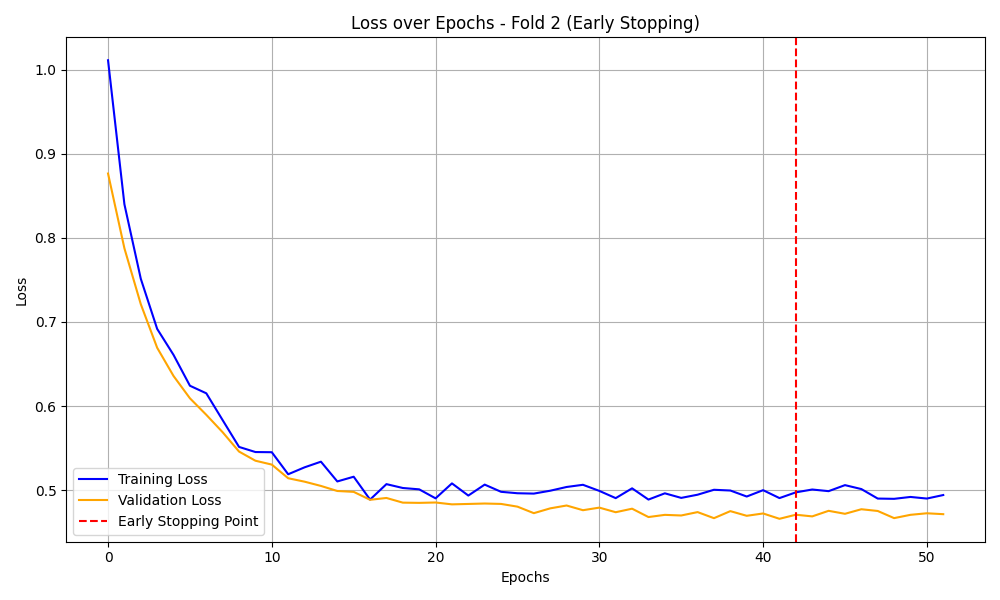 Loss over Epochs - Fold 2 (Early Stopping)
1.0
0.9
0.8
0.7
0.6
0.5
Loss
Training Loss
Validation Loss
Early Stopping Point
0 10 20 30 40 50
Epochs